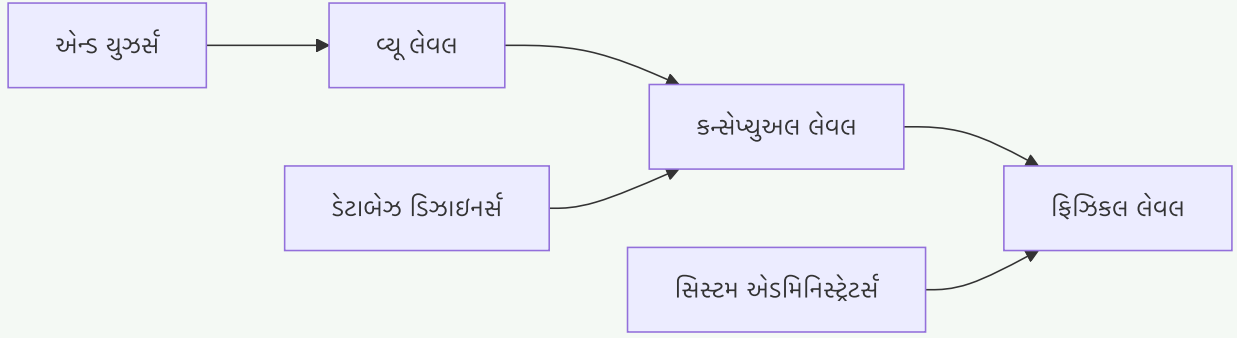 એન્ડ યુઝર્સ
વ્યૂ લેવલ
કન્સેપ્ચુઅલ લેવલ
ડેટાબેઝ ડિઝાઇનર્સ
ફિઝિકલ લેવલ
સિસ્ટમ એડમિનિસ્ટ્રેટર્સ